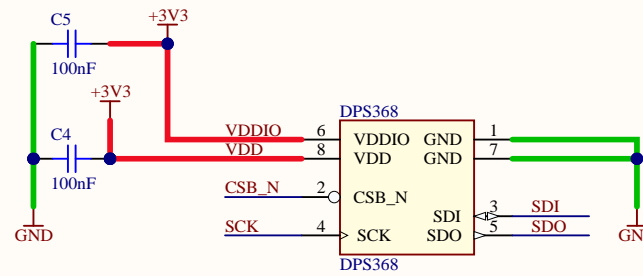 C5
+3V3
100nF
C4
+3V3
100nF
GND
DPS368
VDDIO 6 VDDIO GND 1
VDD 8 VDD GND 7
CSB_N 2 CSB_N
SDI 3 SDI
SCK 4 SCK SDO 5 SDO
DPS368
GN